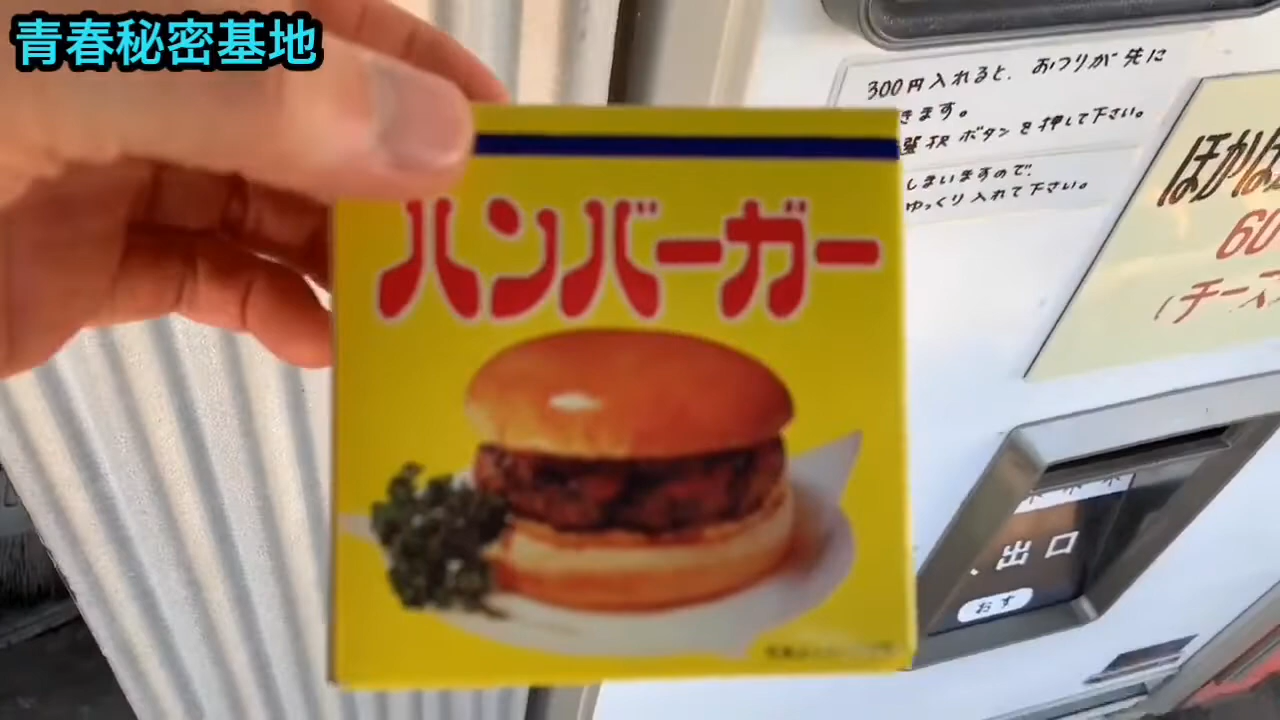 青春秘密基地
300円入れると、おつりが先に
きます。
選択ボタンを押して下さい。
しまいますので、
ゆっくり入れて下さい。
ハンバーガー
出口
おす